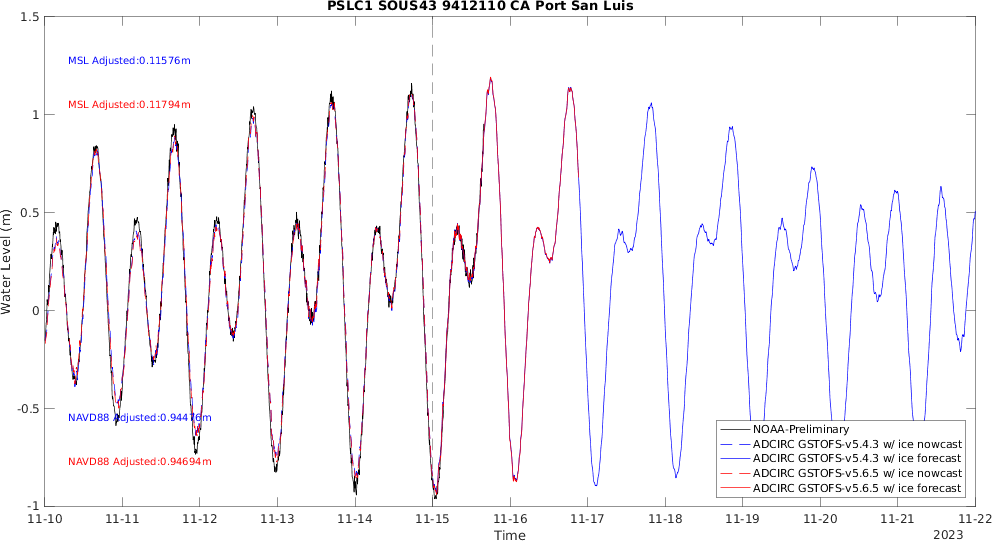 PSLC1 SOUS43 9412110 CA Port San Luis
1.5
1
0.5
0
-0.5
-1
Water Level (m)
MSL Adjusted:0.11576m
MSL Adjusted:0.11794m
NAVD88 Adjusted:0.94476m
NAVD88 Adjusted:0.94694m
NOAA-Preliminary
ADCIRC GSTOFS-v5.4.3 w/ ice nowcast
ADCIRC GSTOFS-v5.4.3 w/ ice forecast
ADCIRC GSTOFS-v5.6.5 w/ ice nowcast
ADCIRC GSTOFS-v5.6.5 w/ ice forecast
11-10 11-11 11-12 11-13 11-14 11-15 11-16 11-17 11-18 11-19 11-20 11-21 11-22
Time
2023